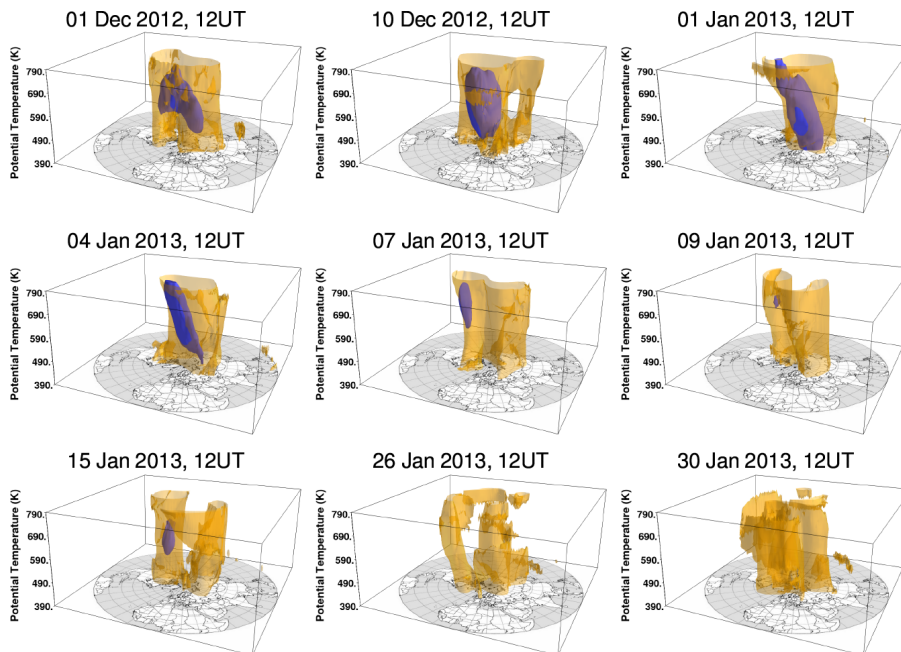 01 Dec 2012, 12UT
10 Dec 2012, 12UT
01 Jan 2013, 12UT
Potential Temperature (K)
790.
690.
590.
490.
390.
Potential Temperature (K)
790.
690.
590.
490.
390.
Potential Temperature (K)
790.
690.
590.
490.
390.
04 Jan 2013, 12UT
07 Jan 2013, 12UT
09 Jan 2013, 12UT
Potential Temperature (K)
790.
690.
590.
490.
390.
Potential Temperature (K)
790.
690.
590.
490.
390.
Potential Temperature (K)
790.
690.
590.
490.
390.
15 Jan 2013, 12UT
26 Jan 2013, 12UT
30 Jan 2013, 12UT
Potential Temperature (K)
790.
690.
590.
490.
390.
Potential Temperature (K)
790.
690.
590.
490.
390.
Potential Temperature (K)
790.
690.
590.
490.
390.